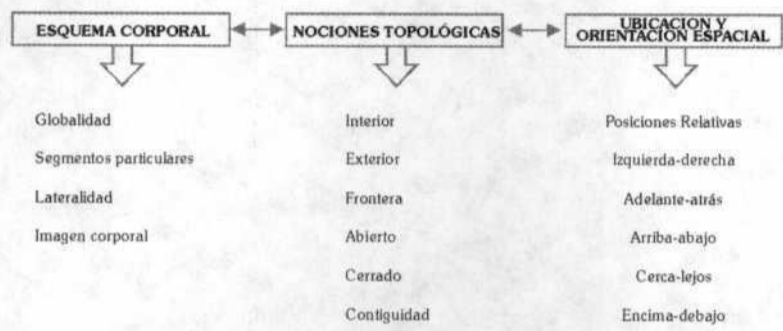 ESQUEMA CORPORAL
Globalidad
Segmentos particulares
Lateralidad
Imagen corporal
NOCIONES TOPOLÓGICAS
Interior
Exterior
Frontera
Abierto
Cerrado
Contiguidad
UBICACION Y
ORIENTACIÓN ESPACIAL
Posiciones Relativas
Izquierda-derecha
Adelante-atrás
Arriba-abajo
Cerca-lejos
Encima-debajo